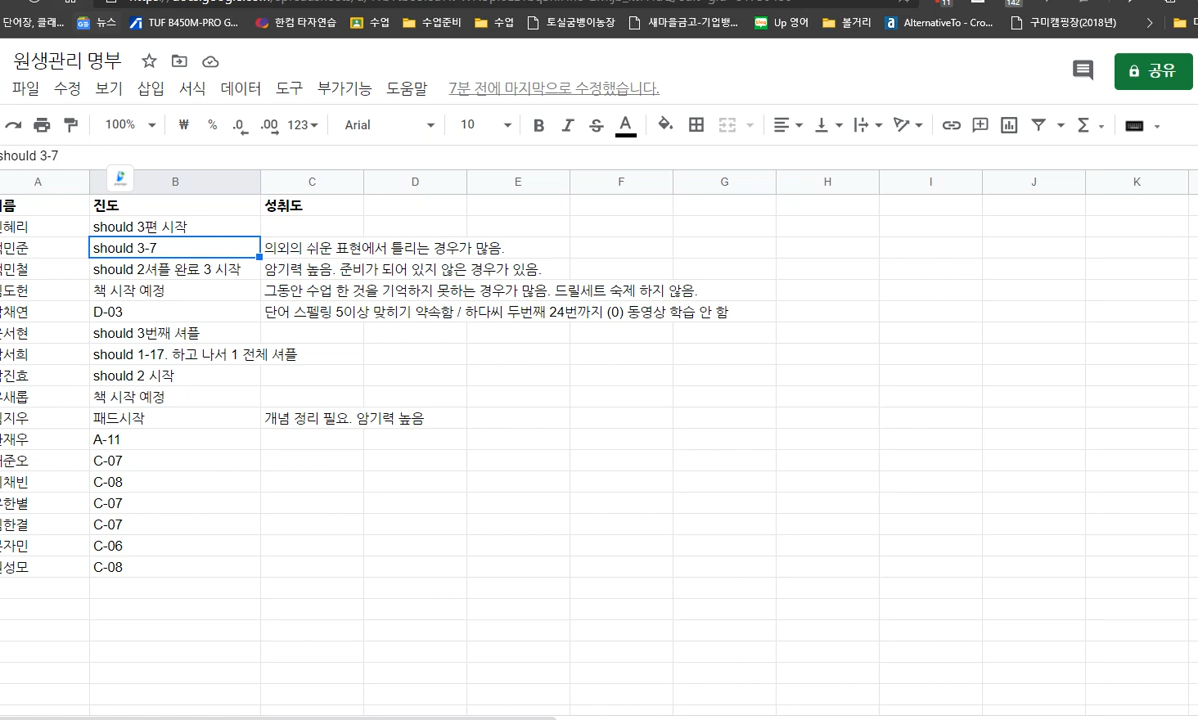 단어장, 클래... 뉴스 TUF B450M-PRO G... 한컴 타자연습 수업 수업준비 수업 토실굼벵이농장 새마을금고-기업뱅... Up 영어 볼거리 AlternativeTo - Cro... 구미캠핑장(2018년)
원생관리 명부
공유
파일 수정 보기 삽입 서식 데이터 도구 부가기능 도움말 7분 전에 마지막으로 수정했습니다.
100% ₩ % .0 .00 123 Arial 10 B I S A
should 3-7
A B C D E F G H I J K
진도 성취도
혜리 should 3편 시작
민준 should 3-7 의외의 쉬운 표현에서 틀리는 경우가 많음.
민철 should 2셔플 완료 3 시작 암기력 높음. 준비가 되어 있지 않은 경우가 있음.
도헌 책 시작 예정 그동안 수업 한 것을 기억하지 못하는 경우가 많음. 드릴세트 숙제 하지 않음.
채연 D-03 단어 스펠링 5이상 맞히기 약속함 / 하다씨 두번째 24번까지 (0) 동영상 학습 안 함
서현 should 3번째 셔플
서희 should 1-17. 하고 나서 1 전체 셔플
진효 should 2 시작
새롭 책 시작 예정
지우 패드시작 개념 정리 필요. 암기력 높음
재우 A-11
준오 C-07
채빈 C-08
한별 C-07
한결 C-07
자민 C-06
성모 C-08